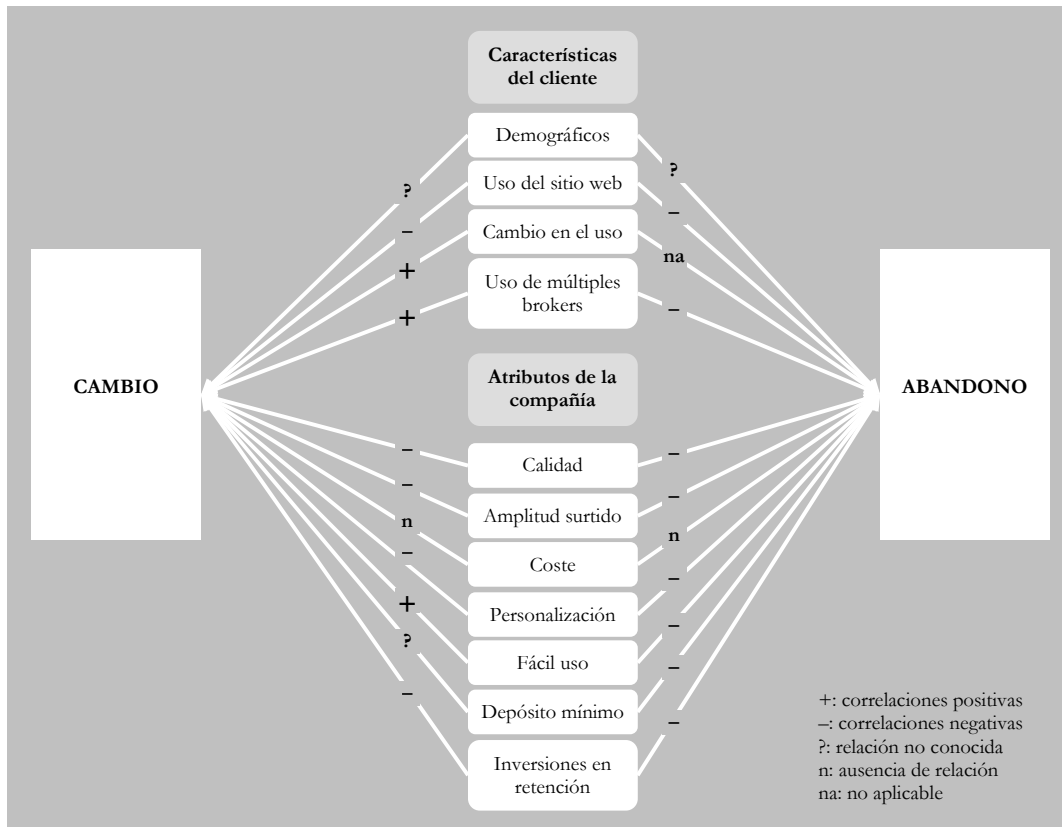 Características
del cliente
Demográficos
?
?
Uso del sitio web
–
–
Cambio en el uso
+
na
Uso de múltiples
brokers
+
–
CAMBIO
Atributos de la
compañía
ABANDONO
–
Calidad
–
–
Amplitud surtido
–
n
Coste
n
–
Personalización
–
+
Fácil uso
–
?
Depósito mínimo
–
–
Inversiones en
retención
–
+: correlaciones positivas
–: correlaciones negativas
?: relación no conocida
n: ausencia de relación
na: no aplicable